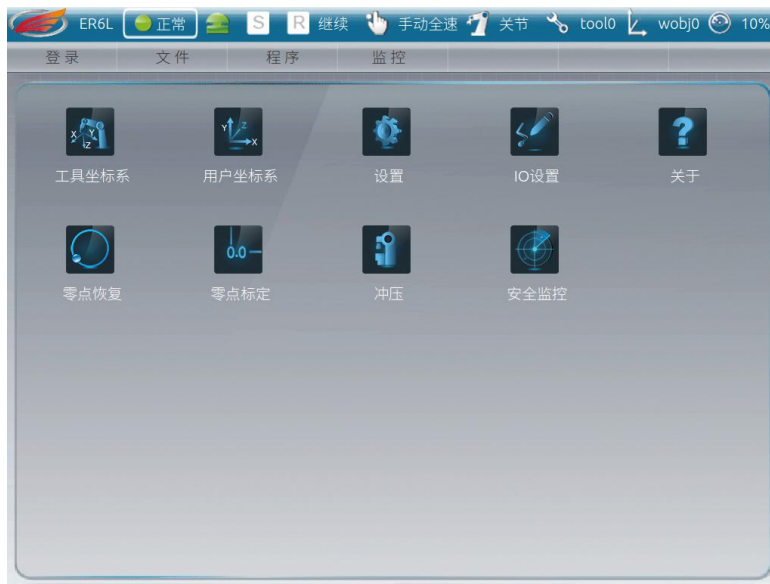 ER6L 正常 S R 继续 手动全速 关节 tool0 wobj0 10%
登录 文件 程序 监控
X Y Z Y Z X
工具坐标系 用户坐标系 设置 IO设置 关于
0.0
零点恢复 零点标定 冲压 安全监控